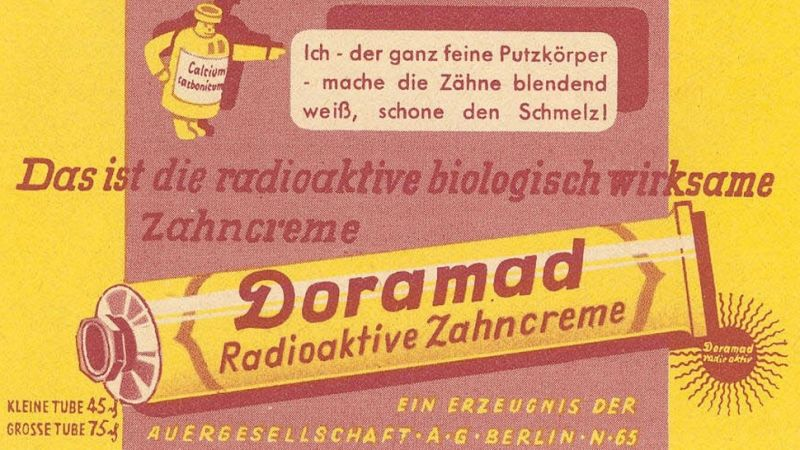 Calcium
carbonicum
Ich - der ganz feine Putzkörper
- mache die Zähne blendend
weiß, schone den Schmelz!
Das ist die radioaktive biologisch wirksame
Zahncreme
Doramad
Radioaktive Zahncreme
Doramad
radioaktiv
KLEINE TUBE 45 ₰
GROSSE TUBE 75 ₰
EIN ERZEUGNIS DER
AUERGESELLSCHAFT · A · G · BERLIN · N · 65